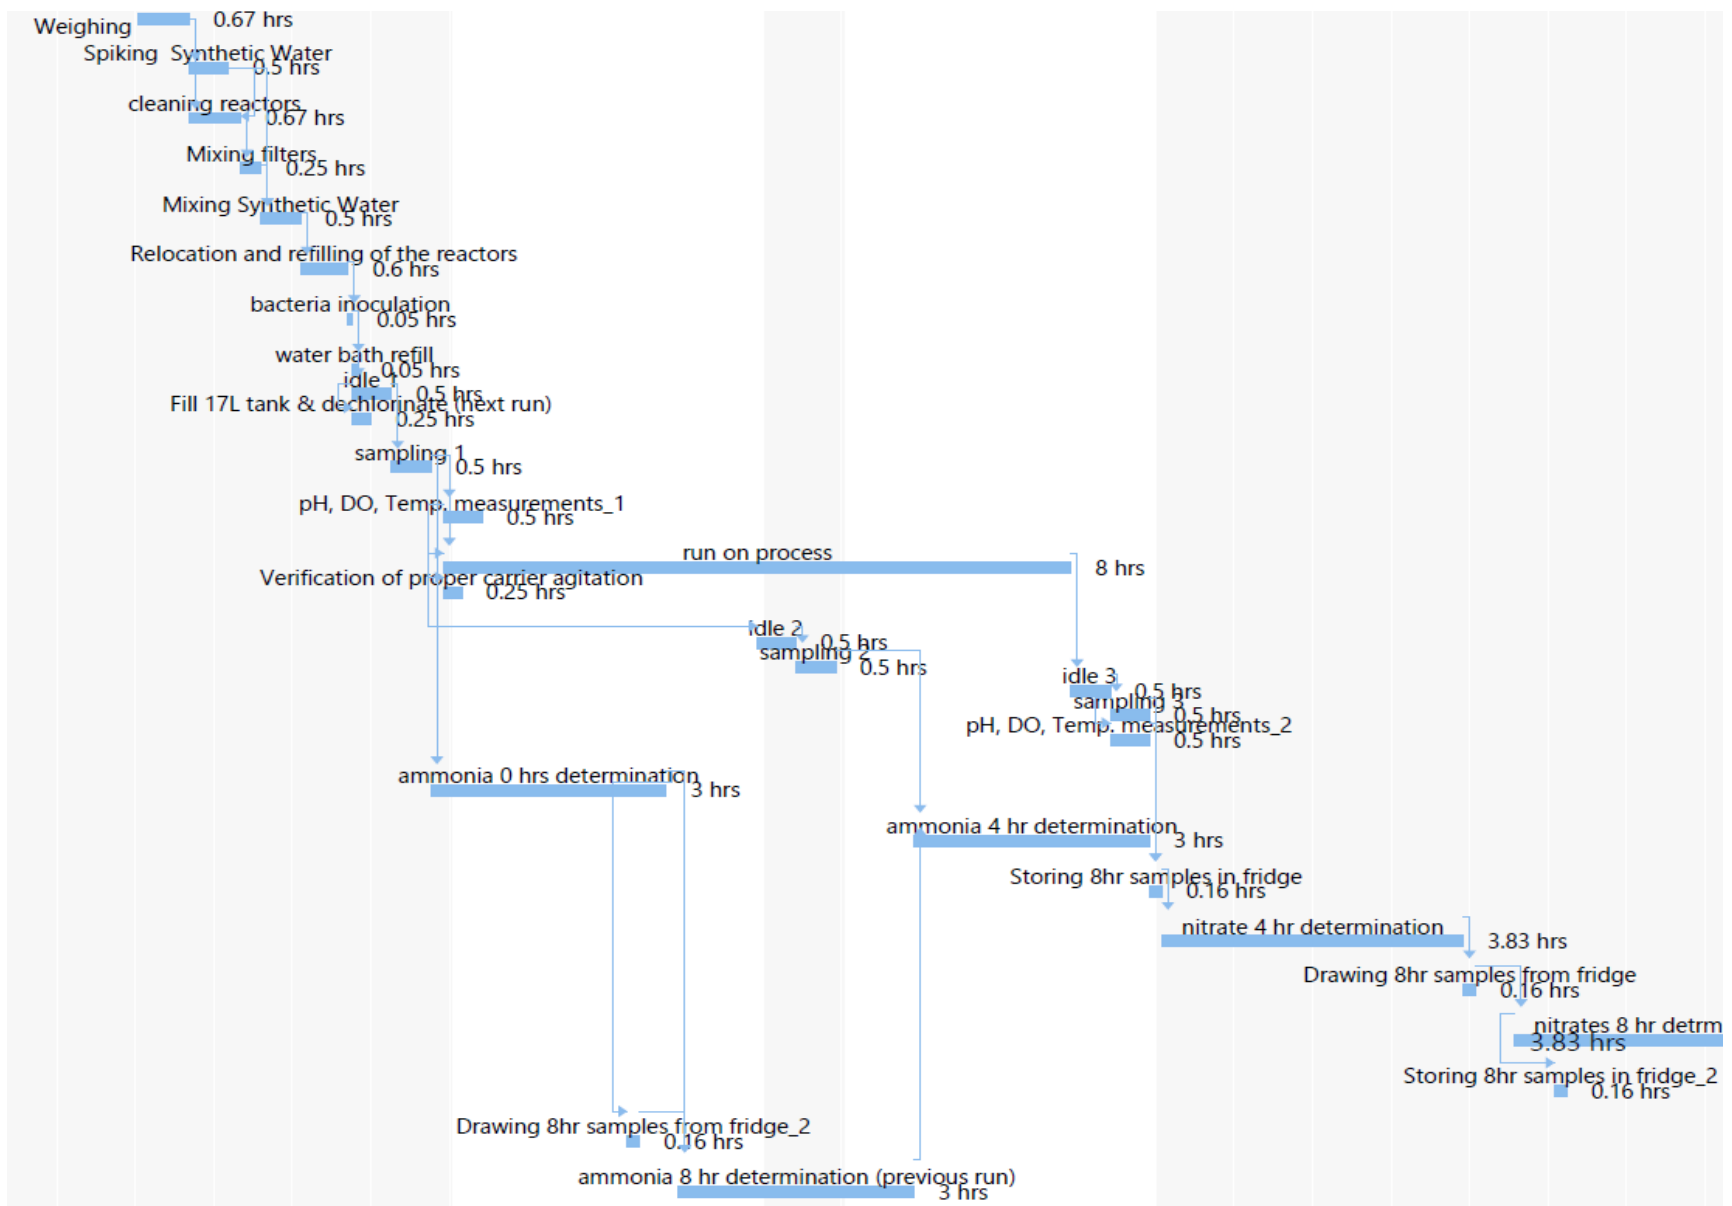 Weighing
0.67 hrs
Spiking  Synthetic Water
0.5 hrs
cleaning reactors
0.67 hrs
Mixing filters
0.25 hrs
Mixing Synthetic Water
0.5 hrs
Relocation and refilling of the reactors
0.6 hrs
bacteria inoculation
0.05 hrs
water bath refill
0.05 hrs
idle 1
0.5 hrs
Fill 17L tank & dechlorinate (next run)
0.25 hrs
sampling 1
0.5 hrs
pH, DO, Temp. measurements_1
0.5 hrs
run on process
8 hrs
Verification of proper carrier agitation
0.25 hrs
idle 2
0.5 hrs
sampling 2
0.5 hrs
idle 3
0.5 hrs
sampling 3
0.5 hrs
pH, DO, Temp. measurements_2
0.5 hrs
ammonia 0 hrs determination
3 hrs
ammonia 4 hr determination
3 hrs
Storing 8hr samples in fridge
0.16 hrs
nitrate 4 hr determination
3.83 hrs
Drawing 8hr samples from fridge
0.16 hrs
nitrates 8 hr detrm
3.83 hrs
Storing 8hr samples in fridge_2
0.16 hrs
Drawing 8hr samples from fridge_2
0.16 hrs
ammonia 8 hr determination (previous run)
3 hrs